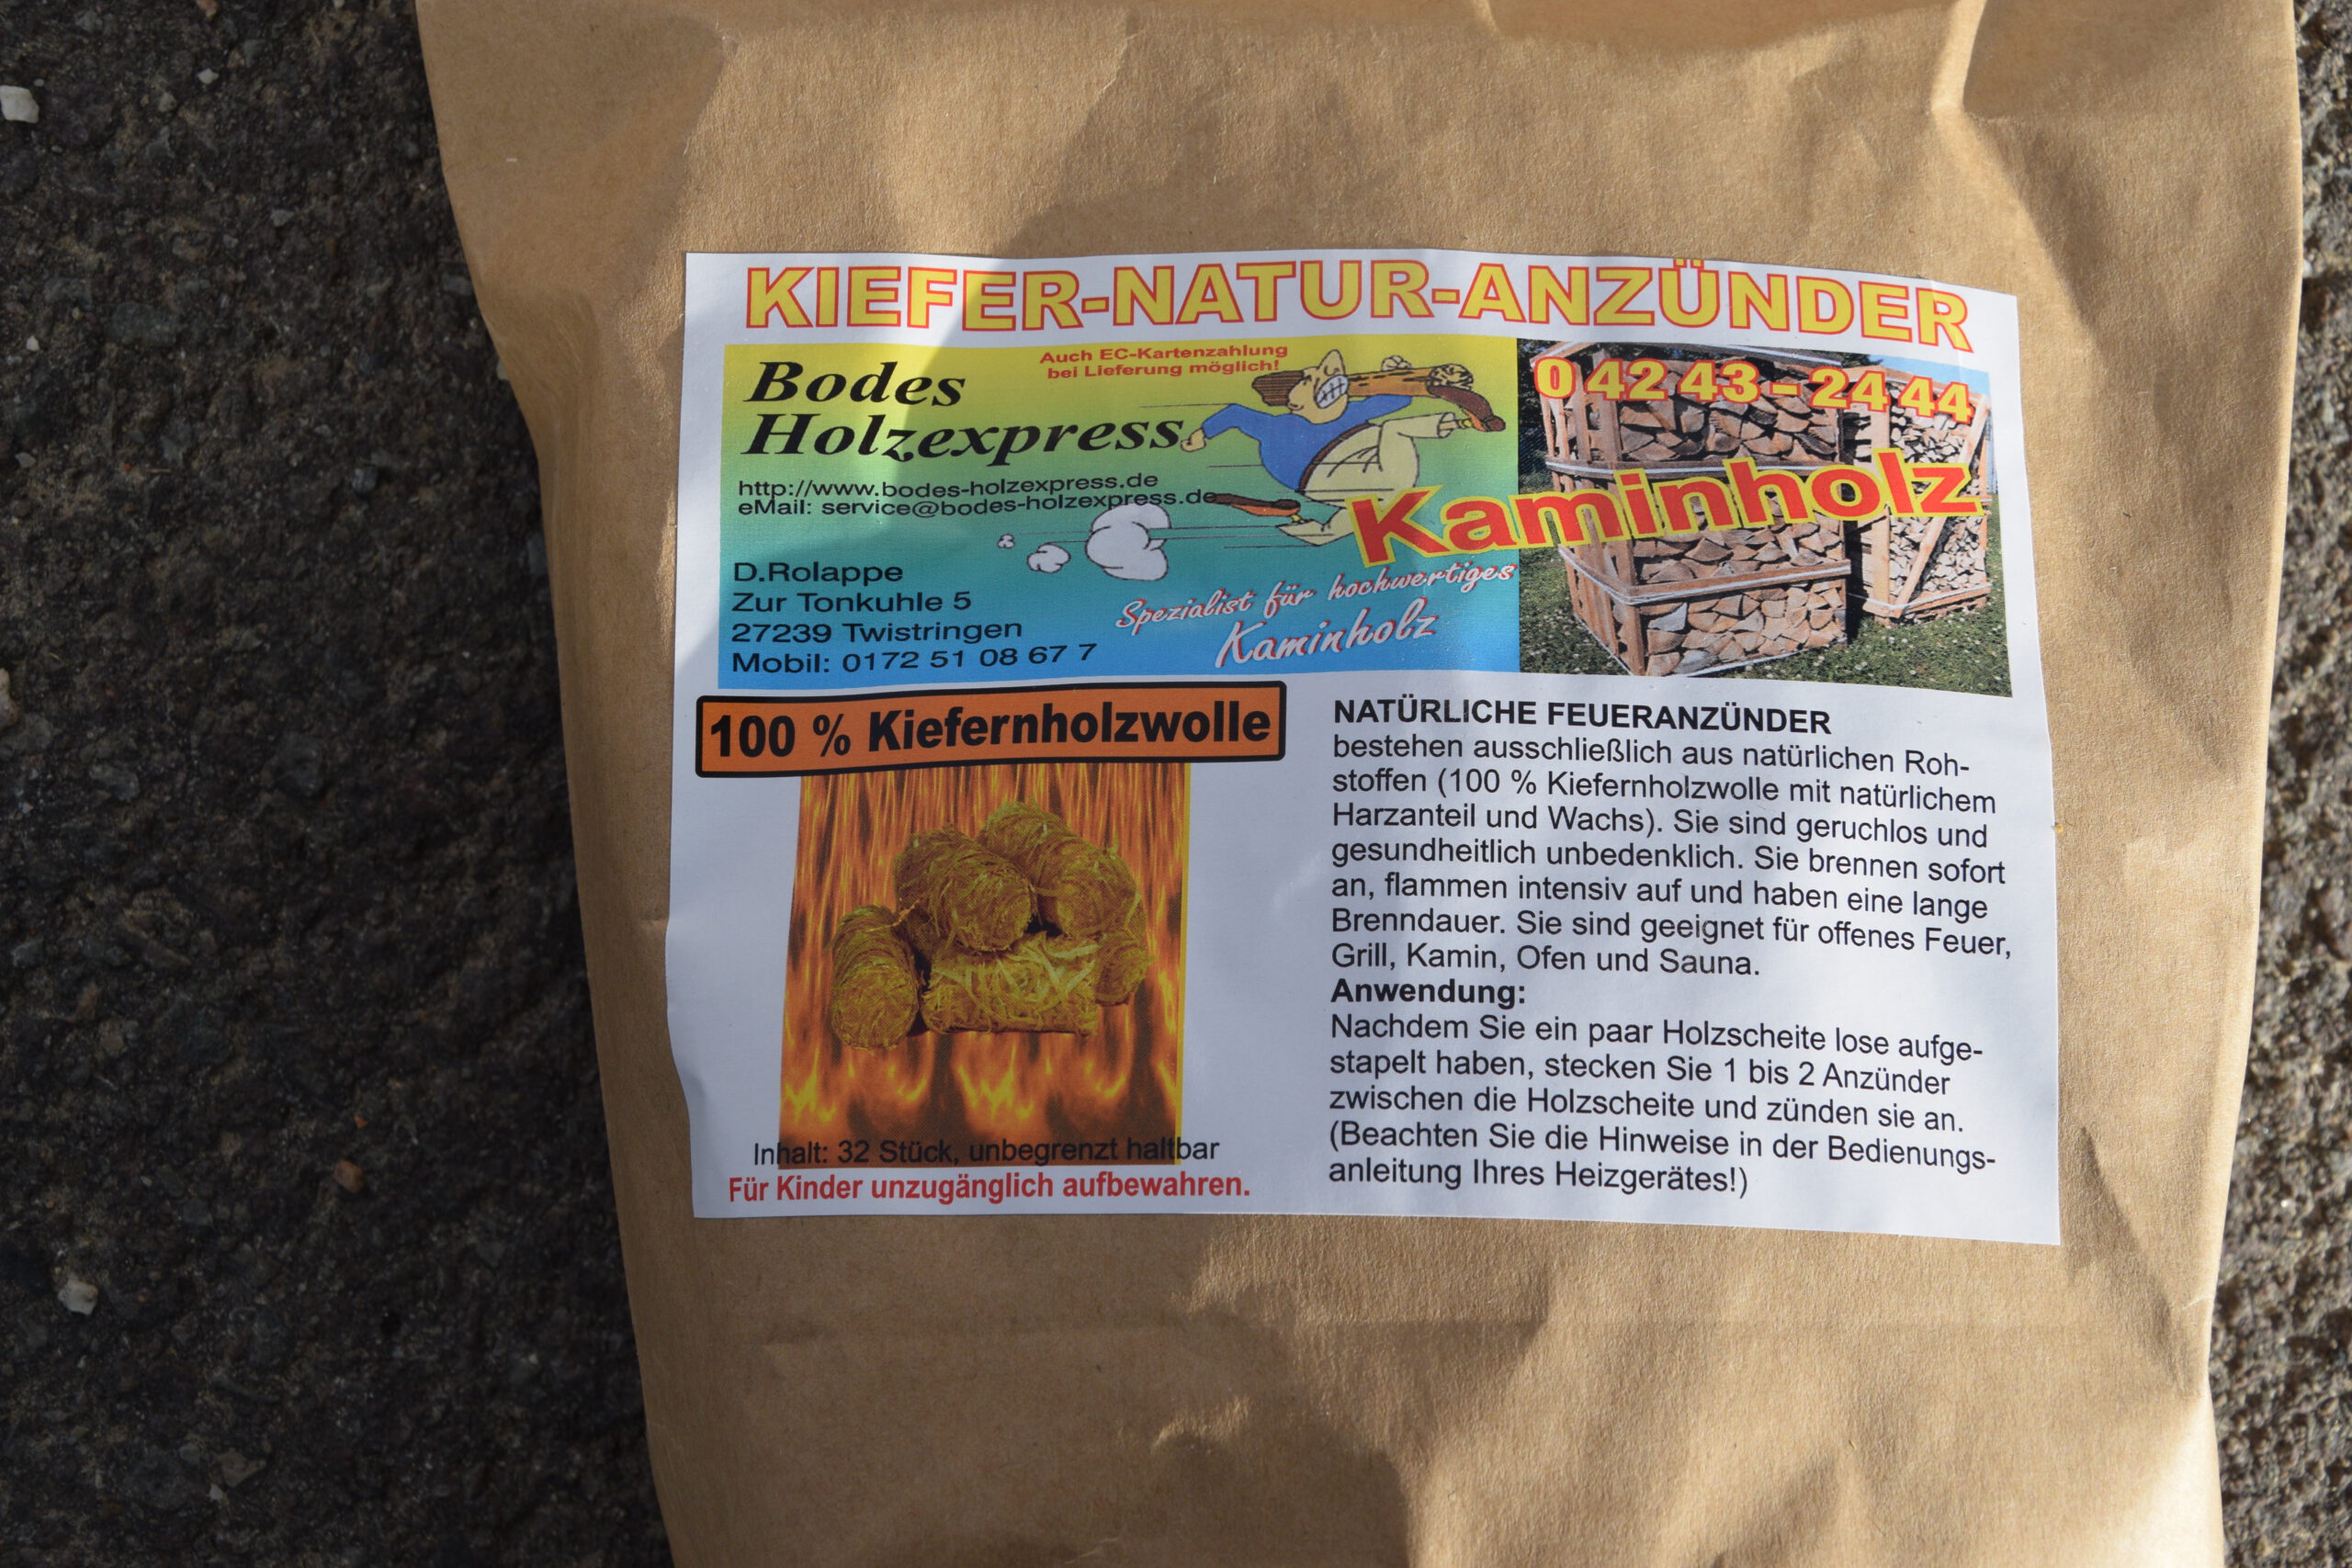 KIEFER-NATUR-ANZÜNDER
Auch EC-Kartenzahlung
bei Lieferung möglich!
Bodes
Holzexpress
http://www.bodes-holzexpress.de
eMail: service@bodes-holzexpress.de
D.Rolappe
Zur Tonkuhle 5
27239 Twistringen
Mobil: 0172 51 08 67 7
Spezialist für hochwertiges
Kaminholz
0 42 43 - 24 44
Kaminholz
100 % Kiefernholzwolle
Inhalt: 32 Stück, unbegrenzt haltbar
Für Kinder unzugänglich aufbewahren.
NATÜRLICHE FEUERANZÜNDER
bestehen ausschließlich aus natürlichen Roh-
stoffen (100 % Kiefernholzwolle mit natürlichem
Harzanteil und Wachs). Sie sind geruchlos und
gesundheitlich unbedenklich. Sie brennen sofort
an, flammen intensiv auf und haben eine lange
Brenndauer. Sie sind geeignet für offenes Feuer,
Grill, Kamin, Ofen und Sauna.
Anwendung:
Nachdem Sie ein paar Holzscheite lose aufge-
stapelt haben, stecken Sie 1 bis 2 Anzünder
zwischen die Holzscheite und zünden sie an.
(Beachten Sie die Hinweise in der Bedienungs-
anleitung Ihres Heizgerätes!)